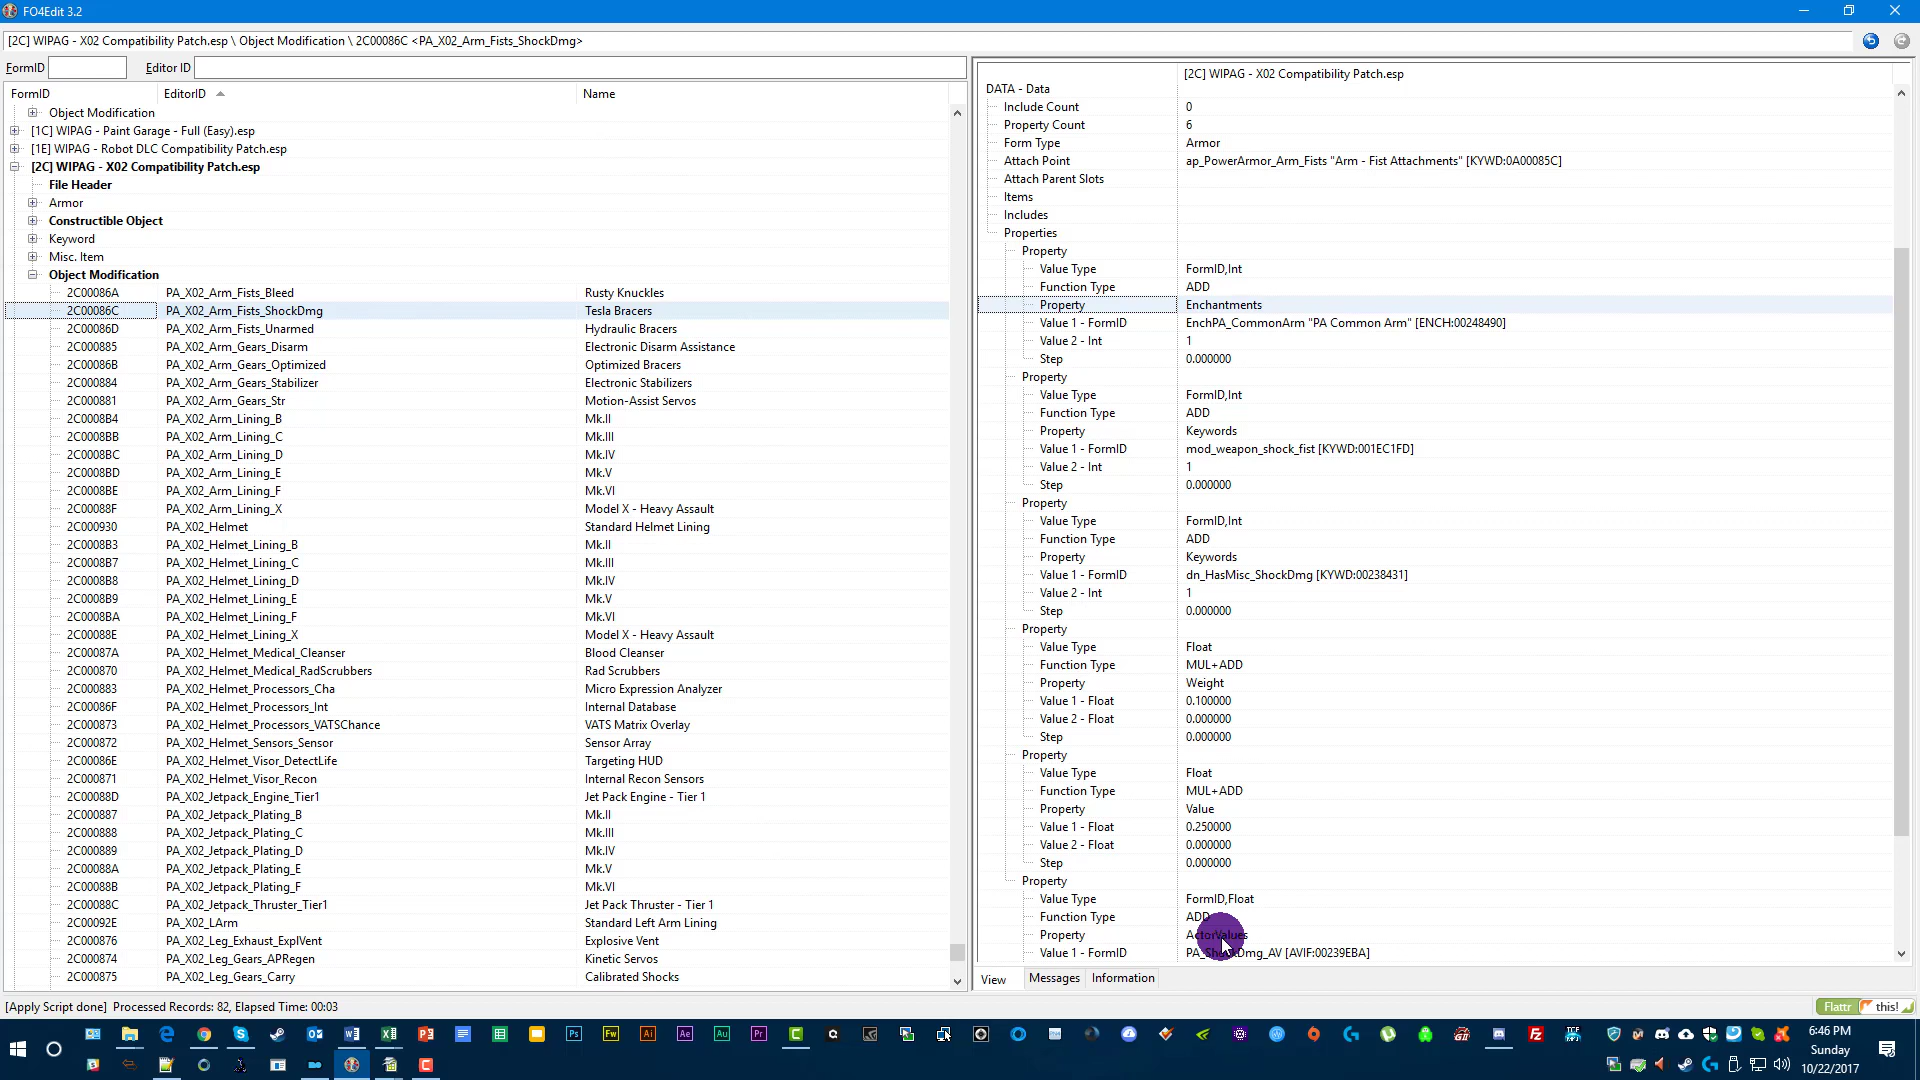 FO4Edit 3.2
[2C] WIPAG - X02 Compatibility Patch.esp \ Object Modification \ 2C00086C <PA_X02_Arm_Fists_ShockDmg>
FormID Editor ID
FormID EditorID Name
Object Modification
[1C] WIPAG - Paint Garage - Full (Easy).esp
[1E] WIPAG - Robot DLC Compatibility Patch.esp
[2C] WIPAG - X02 Compatibility Patch.esp
File Header
Armor
Constructible Object
Keyword
Misc. Item
Object Modification
2C00086A PA_X02_Arm_Fists_Bleed Rusty Knuckles
2C00086C PA_X02_Arm_Fists_ShockDmg Tesla Bracers
2C00086D PA_X02_Arm_Fists_Unarmed Hydraulic Bracers
2C000885 PA_X02_Arm_Gears_Disarm Electronic Disarm Assistance
2C00086B PA_X02_Arm_Gears_Optimized Optimized Bracers
2C000884 PA_X02_Arm_Gears_Stabilizer Electronic Stabilizers
2C000881 PA_X02_Arm_Gears_Str Motion-Assist Servos
2C0008B4 PA_X02_Arm_Lining_B Mk.II
2C0008BB PA_X02_Arm_Lining_C Mk.III
2C0008BC PA_X02_Arm_Lining_D Mk.IV
2C0008BD PA_X02_Arm_Lining_E Mk.V
2C0008BE PA_X02_Arm_Lining_F Mk.VI
2C00088F PA_X02_Arm_Lining_X Model X - Heavy Assault
2C000930 PA_X02_Helmet Standard Helmet Lining
2C0008B3 PA_X02_Helmet_Lining_B Mk.II
2C0008B7 PA_X02_Helmet_Lining_C Mk.III
2C0008B8 PA_X02_Helmet_Lining_D Mk.IV
2C0008B9 PA_X02_Helmet_Lining_E Mk.V
2C0008BA PA_X02_Helmet_Lining_F Mk.VI
2C00088E PA_X02_Helmet_Lining_X Model X - Heavy Assault
2C00087A PA_X02_Helmet_Medical_Cleanser Blood Cleanser
2C000870 PA_X02_Helmet_Medical_RadScrubbers Rad Scrubbers
2C000883 PA_X02_Helmet_Processors_Cha Micro Expression Analyzer
2C00086F PA_X02_Helmet_Processors_Int Internal Database
2C000873 PA_X02_Helmet_Processors_VATSChance VATS Matrix Overlay
2C000872 PA_X02_Helmet_Sensors_Sensor Sensor Array
2C00086E PA_X02_Helmet_Visor_DetectLife Targeting HUD
2C000871 PA_X02_Helmet_Visor_Recon Internal Recon Sensors
2C00088D PA_X02_Jetpack_Engine_Tier1 Jet Pack Engine - Tier 1
2C000887 PA_X02_Jetpack_Plating_B Mk.II
2C000888 PA_X02_Jetpack_Plating_C Mk.III
2C000889 PA_X02_Jetpack_Plating_D Mk.IV
2C00088A PA_X02_Jetpack_Plating_E Mk.V
2C00088B PA_X02_Jetpack_Plating_F Mk.VI
2C00088C PA_X02_Jetpack_Thruster_Tier1 Jet Pack Thruster - Tier 1
2C00092E PA_X02_LArm Standard Left Arm Lining
2C000876 PA_X02_Leg_Exhaust_ExplVent Explosive Vent
2C000874 PA_X02_Leg_Gears_APRegen Kinetic Servos
2C000875 PA_X02_Leg_Gears_Carry Calibrated Shocks
[2C] WIPAG - X02 Compatibility Patch.esp
DATA - Data
Include Count 0
Property Count 6
Form Type Armor
Attach Point ap_PowerArmor_Arm_Fists "Arm - Fist Attachments" [KYWD:0A00085C]
Attach Parent Slots
Items
Includes
Properties
Property
Value Type FormID,Int
Function Type ADD
Property Enchantments
Value 1 - FormID EnchPA_CommonArm "PA Common Arm" [ENCH:00248490]
Value 2 - Int 1
Step 0.000000
Property
Value Type FormID,Int
Function Type ADD
Property Keywords
Value 1 - FormID mod_weapon_shock_fist [KYWD:001EC1FD]
Value 2 - Int 1
Step 0.000000
Property
Value Type FormID,Int
Function Type ADD
Property Keywords
Value 1 - FormID dn_HasMisc_ShockDmg [KYWD:00238431]
Value 2 - Int 1
Step 0.000000
Property
Value Type Float
Function Type MUL+ADD
Property Weight
Value 1 - Float 0.100000
Value 2 - Float 0.000000
Step 0.000000
Property
Value Type Float
Function Type MUL+ADD
Property Value
Value 1 - Float 0.250000
Value 2 - Float 0.000000
Step 0.000000
Property
Value Type FormID,Float
Function Type ADD
Property ActorValues
Value 1 - FormID PA_ShockDmg_AV [AVIF:00239EBA]
View Messages Information
[Apply Script done] Processed Records: 82, Elapsed Time: 00:03
Flattr this!
Ps Fw Ai Ae Au Pr
6:46 PM
Sunday
10/22/2017